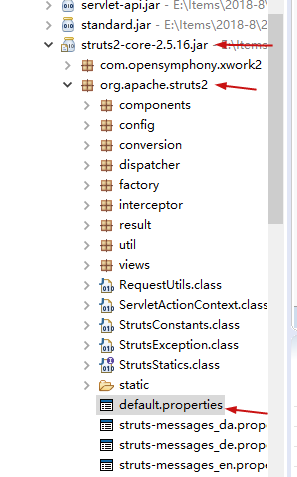 servlet-api.jar - E:\Items\2018-8\
standard.jar - E:\Items\2018-8\2
struts2-core-2.5.16.jar - E:\Items
com.opensymphony.xwork2
org.apache.struts2
components
config
conversion
dispatcher
factory
interceptor
result
util
views
RequestUtils.class
ServletActionContext.class
StrutsConstants.class
StrutsException.class
StrutsStatics.class
static
default.properties
struts-messages_da.prope
struts-messages_de.prope
struts-messages_en.prope